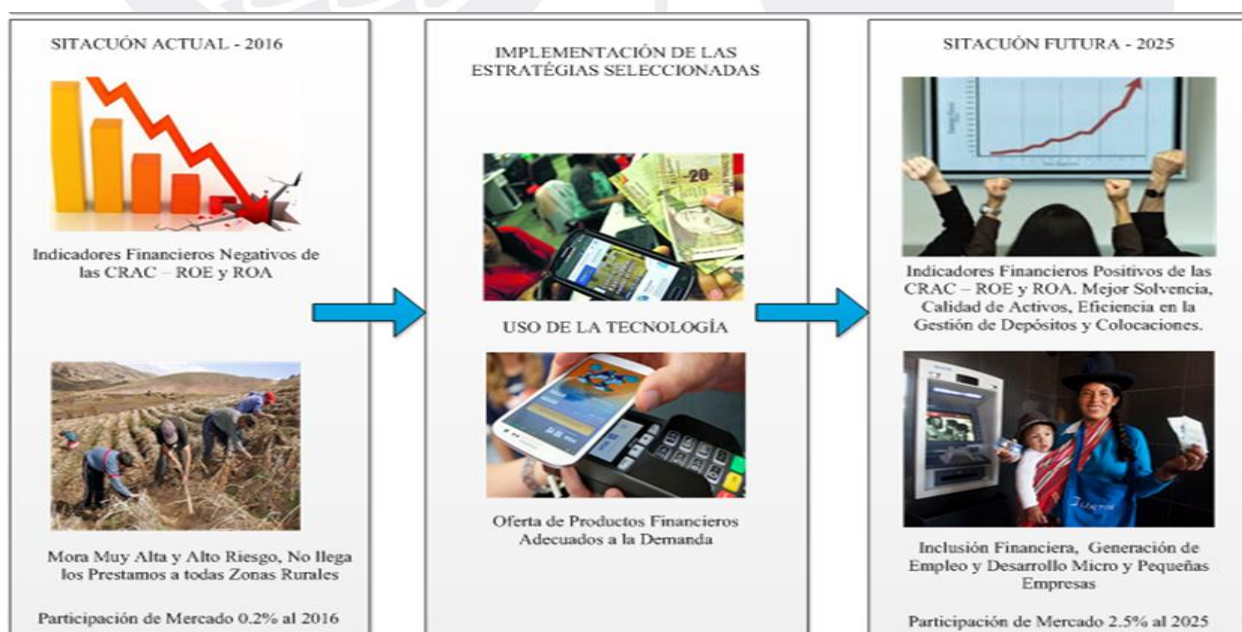 SITACUÓN ACTUAL - 2016
Indicadores Financieros Negativos de
las CRAC – ROE y ROA
Mora Muy Alta y Alto Riesgo, No llega
los Prestamos a todas Zonas Rurales
Participación de Mercado 0.2% al 2016
IMPLEMENTACIÓN DE LAS
ESTRATÉGIAS SELECCIONADAS
20
USO DE LA TECNOLOGÍA
Oferta de Productos Financieros
Adecuados a la Demanda
SITACUÓN FUTURA - 2025
Indicadores Financieros Positivos de las
CRAC – ROE y ROA. Mejor Solvencia,
Calidad de Activos, Eficiencia en la
Gestión de Depósitos y Colocaciones.
Inclusión Financiera, Generación de
Empleo y Desarrollo Micro y Pequeñas
Empresas
Participación de Mercado 2.5% al 2025